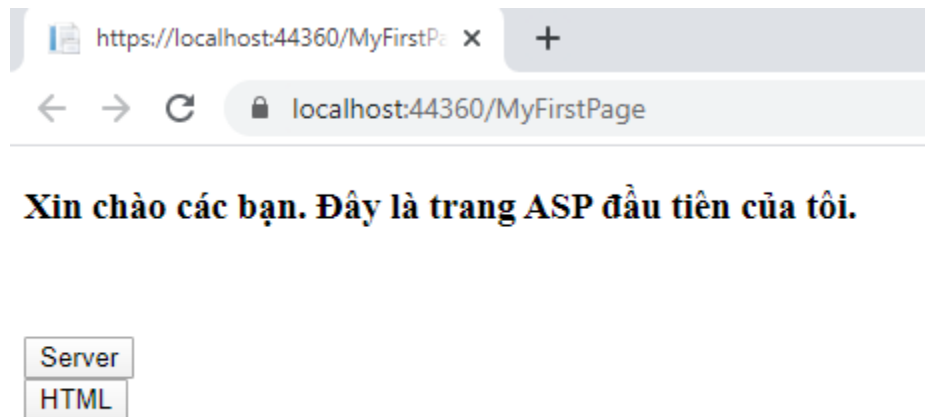 https://localhost:44360/MyFirstPa
localhost:44360/MyFirstPage
Xin chào các bạn. Đây là trang ASP đầu tiên của tôi.
Server
HTML